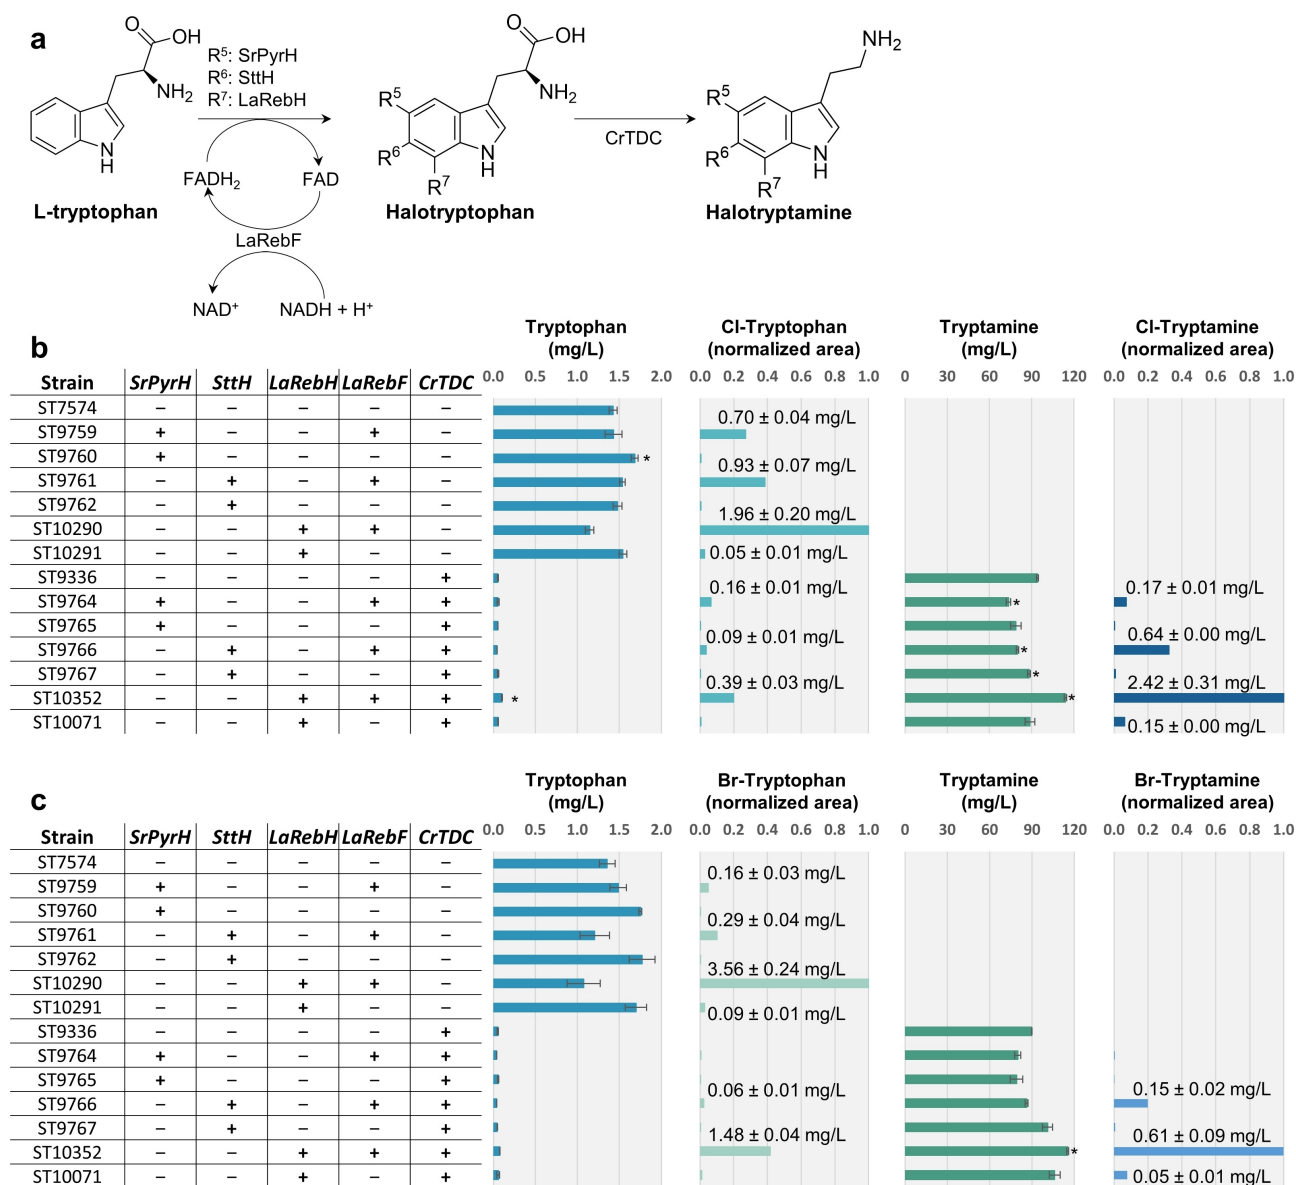 a
O
OH
NH₂
N
H
L-tryptophan
R⁵: SrPyrH
R⁶: SttH
R⁷: LaRebH
FADH₂
FAD
LaRebF
NAD⁺
NADH + H⁺
O
OH
NH₂
R⁵
R⁶
R⁷
N
H
Halotryptophan
CrTDC
NH₂
R⁵
R⁶
R⁷
N
H
Halotryptamine
b
Tryptophan (mg/L)
Cl-Tryptophan (normalized area)
Tryptamine (mg/L)
Cl-Tryptamine (normalized area)
Strain SrPyrH SttH LaRebH LaRebF CrTDC 0.0 0.5 1.0 1.5 2.0 0.0 0.2 0.4 0.6 0.8 1.0 0 30 60 90 120 0.0 0.2 0.4 0.6 0.8 1.0
ST7574 – – – – – 0.70 ± 0.04 mg/L
ST9759 + – – + –
ST9760 + – – – – * 0.93 ± 0.07 mg/L
ST9761 – + – + –
ST9762 – + – – – 1.96 ± 0.20 mg/L
ST10290 – – + + –
ST10291 – – + – – 0.05 ± 0.01 mg/L
ST9336 – – – – + 0.16 ± 0.01 mg/L 0.17 ± 0.01 mg/L
ST9764 + – – + + *
ST9765 + – – – + 0.09 ± 0.01 mg/L 0.64 ± 0.00 mg/L
ST9766 – + – + + *
ST9767 – + – – + 0.39 ± 0.03 mg/L * 2.42 ± 0.31 mg/L
ST10352 – – + + + * *
ST10071 – – + – + 0.15 ± 0.00 mg/L
c
Tryptophan (mg/L)
Br-Tryptophan (normalized area)
Tryptamine (mg/L)
Br-Tryptamine (normalized area)
Strain SrPyrH SttH LaRebH LaRebF CrTDC 0.0 0.5 1.0 1.5 2.0 0.0 0.2 0.4 0.6 0.8 1.0 0 30 60 90 120 0.0 0.2 0.4 0.6 0.8 1.0
ST7574 – – – – – 0.16 ± 0.03 mg/L
ST9759 + – – + –
ST9760 + – – – – 0.29 ± 0.04 mg/L
ST9761 – + – + –
ST9762 – + – – – 3.56 ± 0.24 mg/L
ST10290 – – + + –
ST10291 – – + – – 0.09 ± 0.01 mg/L
ST9336 – – – – +
ST9764 + – – + +
ST9765 + – – – + 0.06 ± 0.01 mg/L 0.15 ± 0.02 mg/L
ST9766 – + – + +
ST9767 – + – – + 1.48 ± 0.04 mg/L 0.61 ± 0.09 mg/L
ST10352 – – + + + *
ST10071 – – + – + 0.05 ± 0.01 mg/L